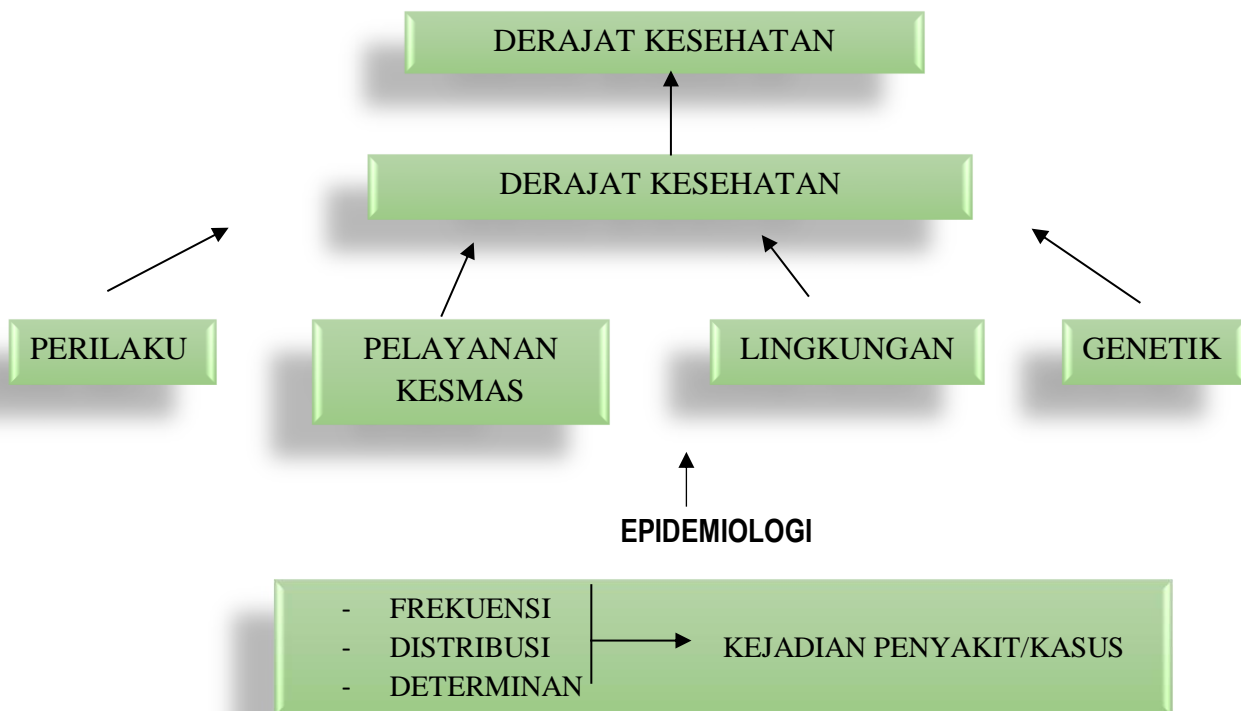 DERAJAT KESEHATAN
DERAJAT KESEHATAN
PERILAKU
PELAYANAN
KESMAS
LINGKUNGAN
GENETIK
EPIDEMIOLOGI
- FREKUENSI
- DISTRIBUSI
- DETERMINAN
KEJADIAN PENYAKIT/KASUS